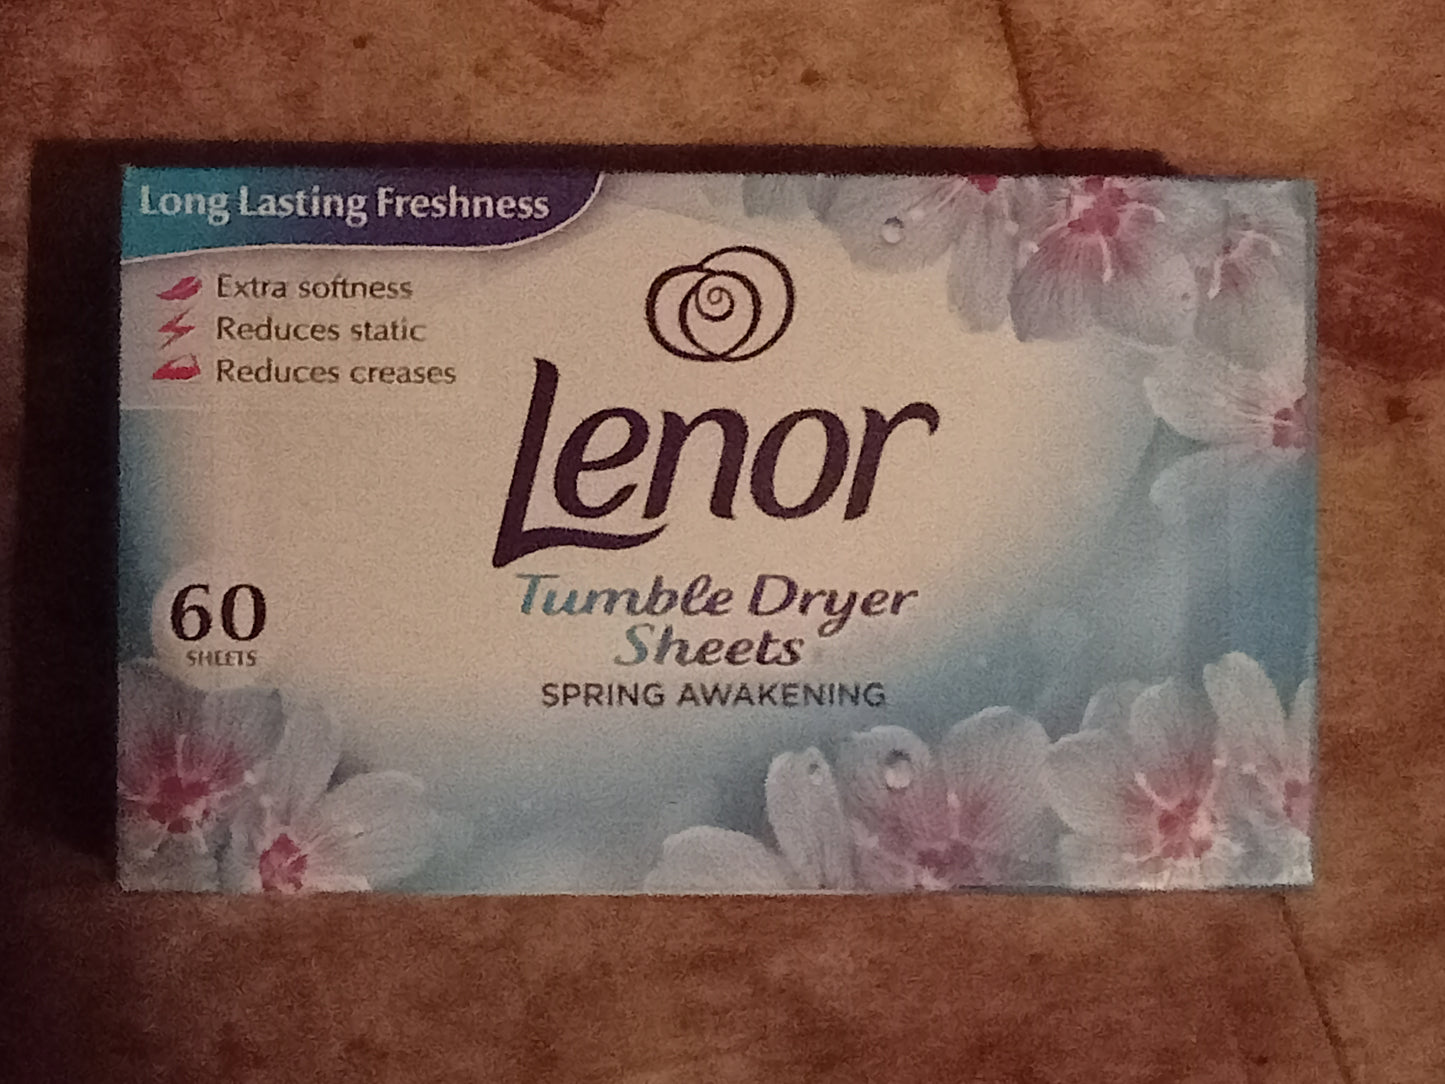 Long Lasting Freshness
Extra softness
Reduces static
Reduces creases
Lenor
Tumble Dryer
Sheets
SPRING AWAKENING
60
SHEETS